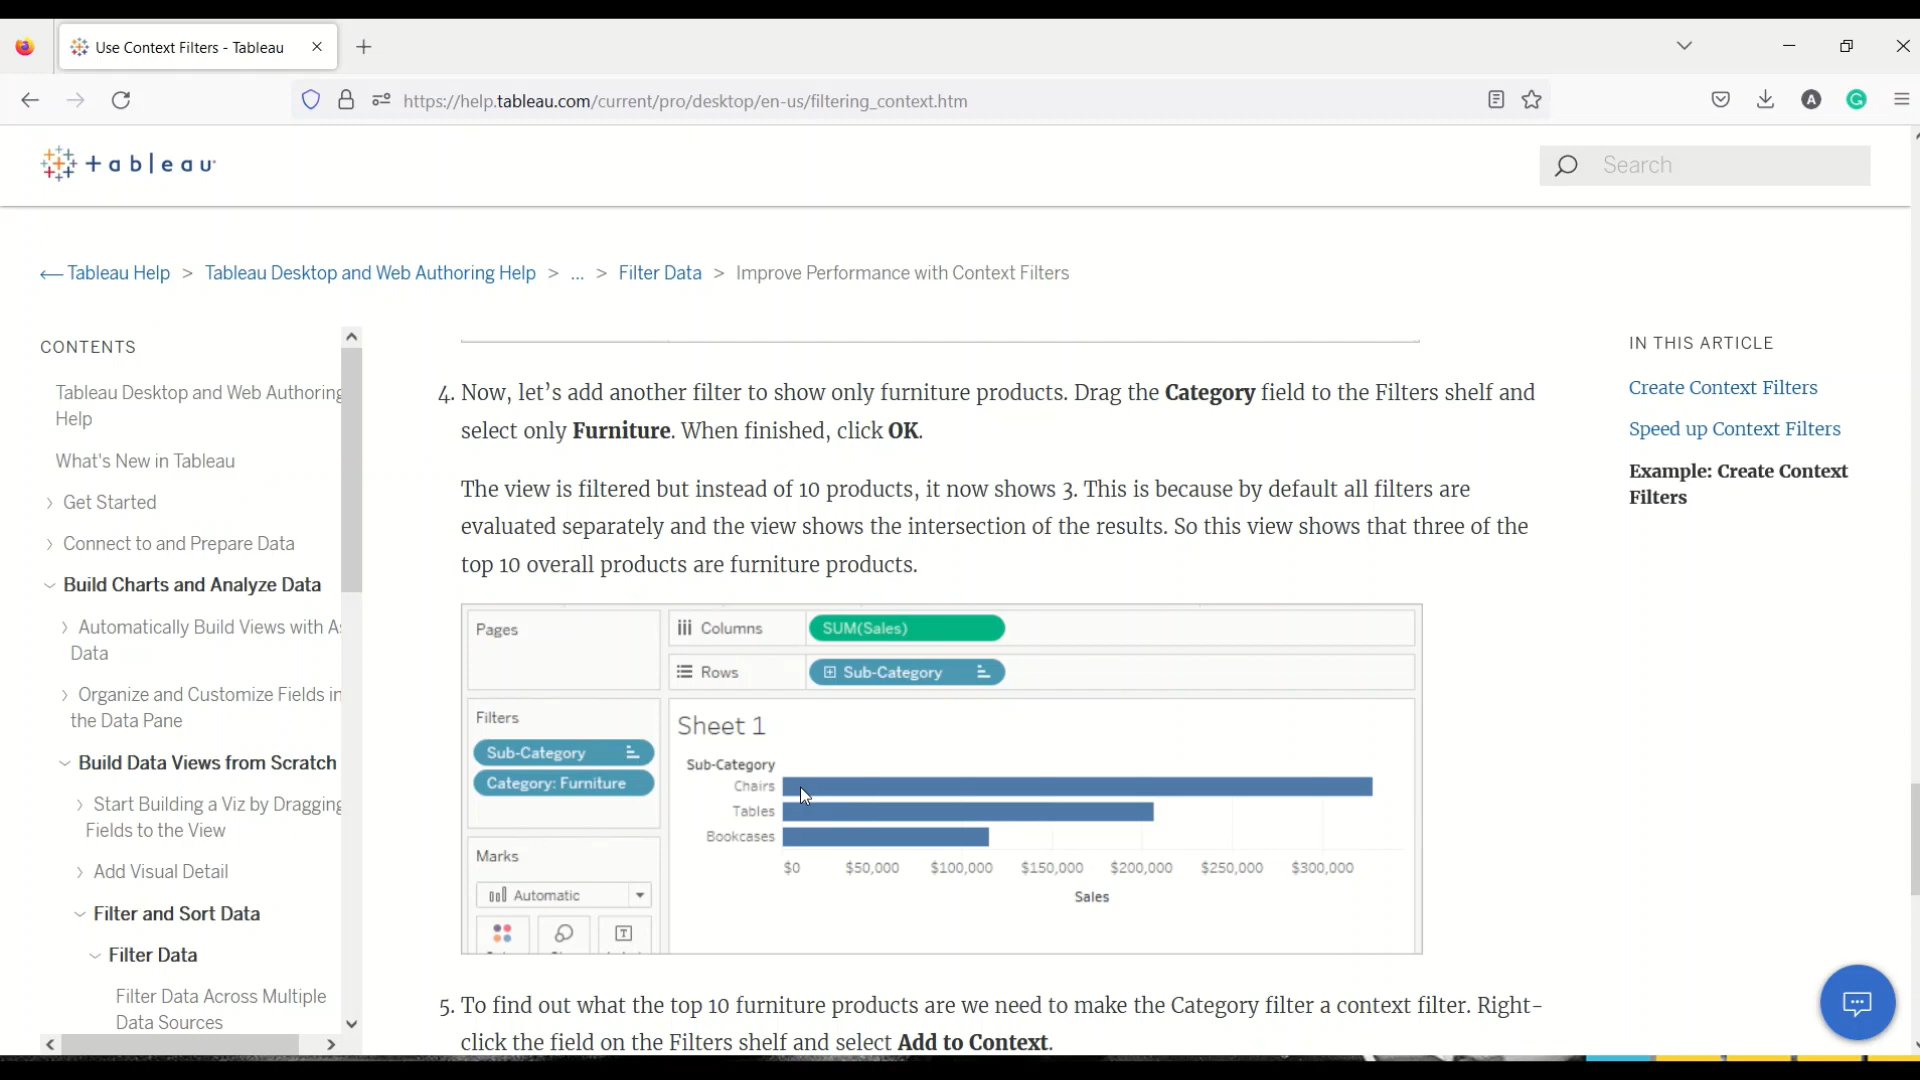 Use Context Filters - Tableau
https://help.tableau.com/current/pro/desktop/en-us/filtering_context.htm
A
G
+ a b l e a u
Search
Tableau Help > Tableau Desktop and Web Authoring Help > ... > Filter Data > Improve Performance with Context Filters
CONTENTS
Tableau Desktop and Web Authoring
Help
What's New in Tableau
Get Started
Connect to and Prepare Data
Build Charts and Analyze Data
Automatically Build Views with As
Data
Organize and Customize Fields in
the Data Pane
Build Data Views from Scratch
Start Building a Viz by Dragging
Fields to the View
Add Visual Detail
Filter and Sort Data
Filter Data
Filter Data Across Multiple
Data Sources
4. Now, let’s add another filter to show only furniture products. Drag the Category field to the Filters shelf and
select only Furniture. When finished, click OK.
The view is filtered but instead of 10 products, it now shows 3. This is because by default all filters are
evaluated separately and the view shows the intersection of the results. So this view shows that three of the
top 10 overall products are furniture products.
Pages
Columns
SUM(Sales)
Rows
Sub-Category
Filters
Sub-Category
Category: Furniture
Marks
Automatic
T
Sheet 1
Sub-Category
Chairs
Tables
Bookcases
$0 $50,000 $100,000 $150,000 $200,000 $250,000 $300,000
Sales
5. To find out what the top 10 furniture products are we need to make the Category filter a context filter. Right-
click the field on the Filters shelf and select Add to Context.
IN THIS ARTICLE
Create Context Filters
Speed up Context Filters
Example: Create Context
Filters